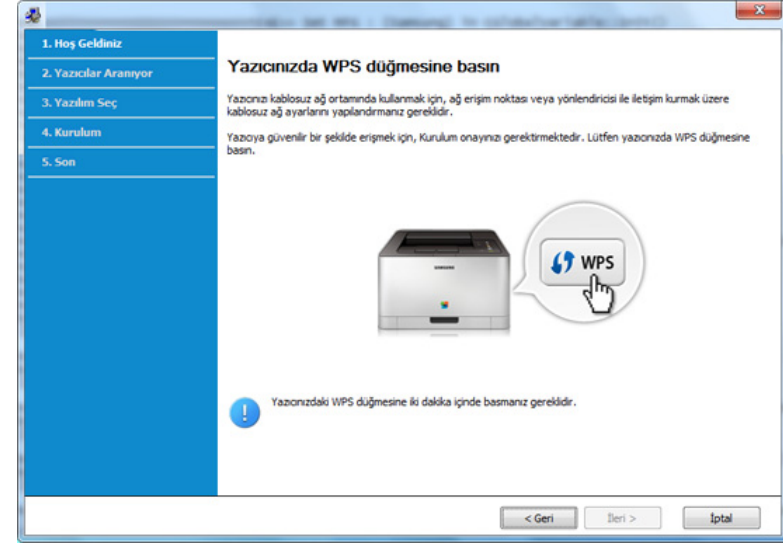 1. Hoş Geldiniz
2. Yazıcılar Aranıyor
3. Yazılım Seç
4. Kurulum
5. Son
Yazıcınızda WPS düğmesine basın
Yazıcınızı kablosuz ağ ortamında kullanmak için, ağ erişim noktası veya yönlendiricisi ile iletişim kurmak üzere
kablosuz ağ ayarlarını yapılandırmanız gereklidir.
Yazıcıya güvenilir bir şekilde erişmek için, Kurulum onayınızı gerektirmektedir. Lütfen yazıcınızda WPS düğmesine
basın.
SAMSUNG
WPS
Yazıcınızdaki WPS düğmesine iki dakika içinde basmanız gereklidir.
< Geri
İleri >
İptal